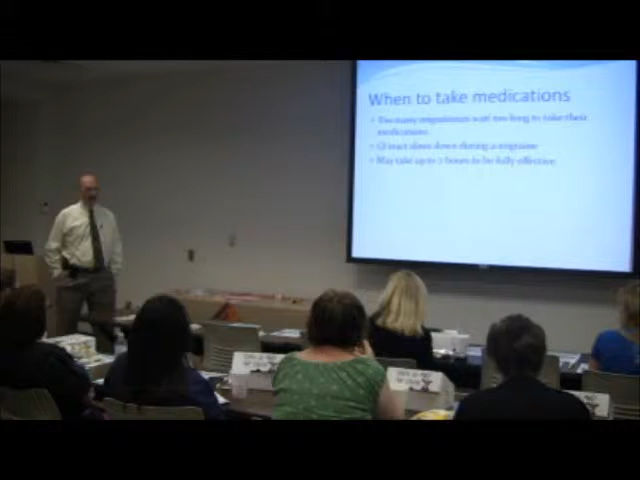 When to take medications
• Too many migraineurs wait too long to take their
medications
• GI tract slows down during a migraine
• May take up to 2 hours to be fully effective